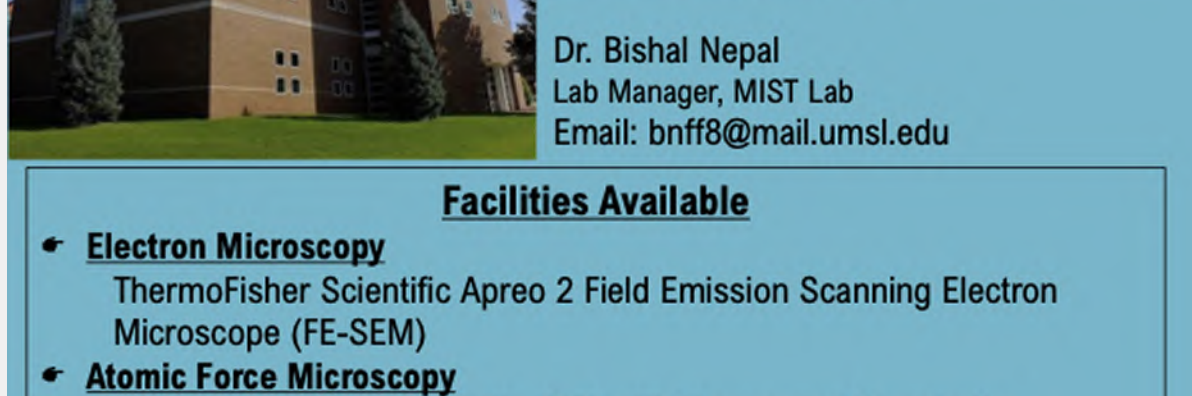 Dr. Bishal Nepal
Lab Manager, MIST Lab
Email: bnff8@mail.umsl.edu
Facilities Available
☛ Electron Microscopy
ThermoFisher Scientific Apreo 2 Field Emission Scanning Electron
Microscope (FE-SEM)
☛ Atomic Force Microscopy